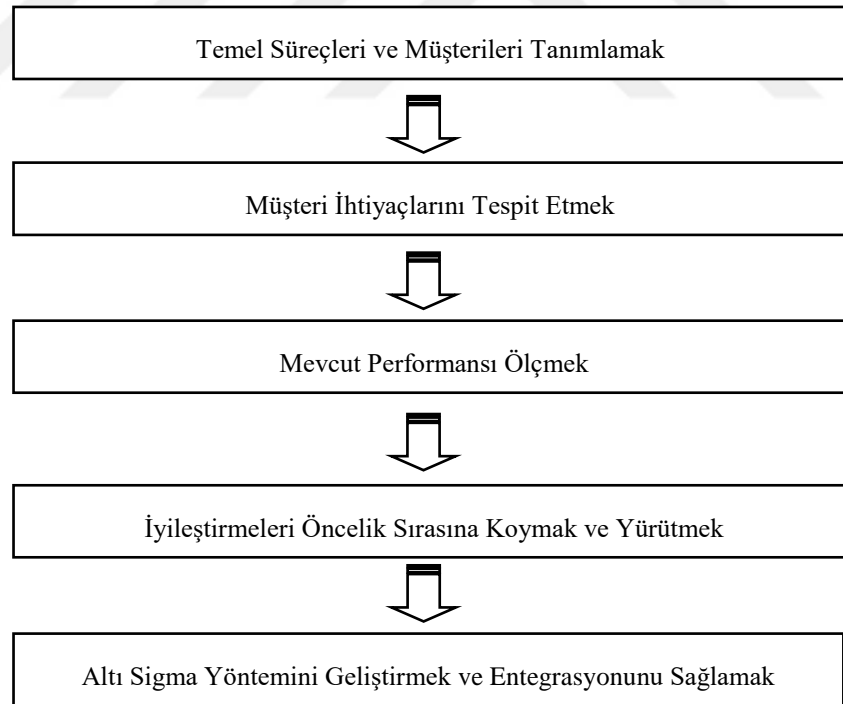 Temel Süreçleri ve Müşterileri Tanımlamak
Müşteri İhtiyaçlarını Tespit Etmek
Mevcut Performansı Ölçmek
İyileştirmeleri Öncelik Sırasına Koymak ve Yürütmek
Altı Sigma Yöntemini Geliştirmek ve Entegrasyonunu Sağlamak